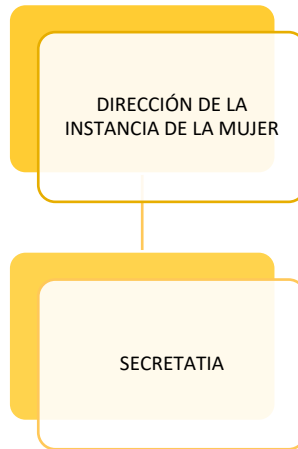 DIRECCIÓN DE LA
INSTANCIA DE LA MUJER
SECRETATIA